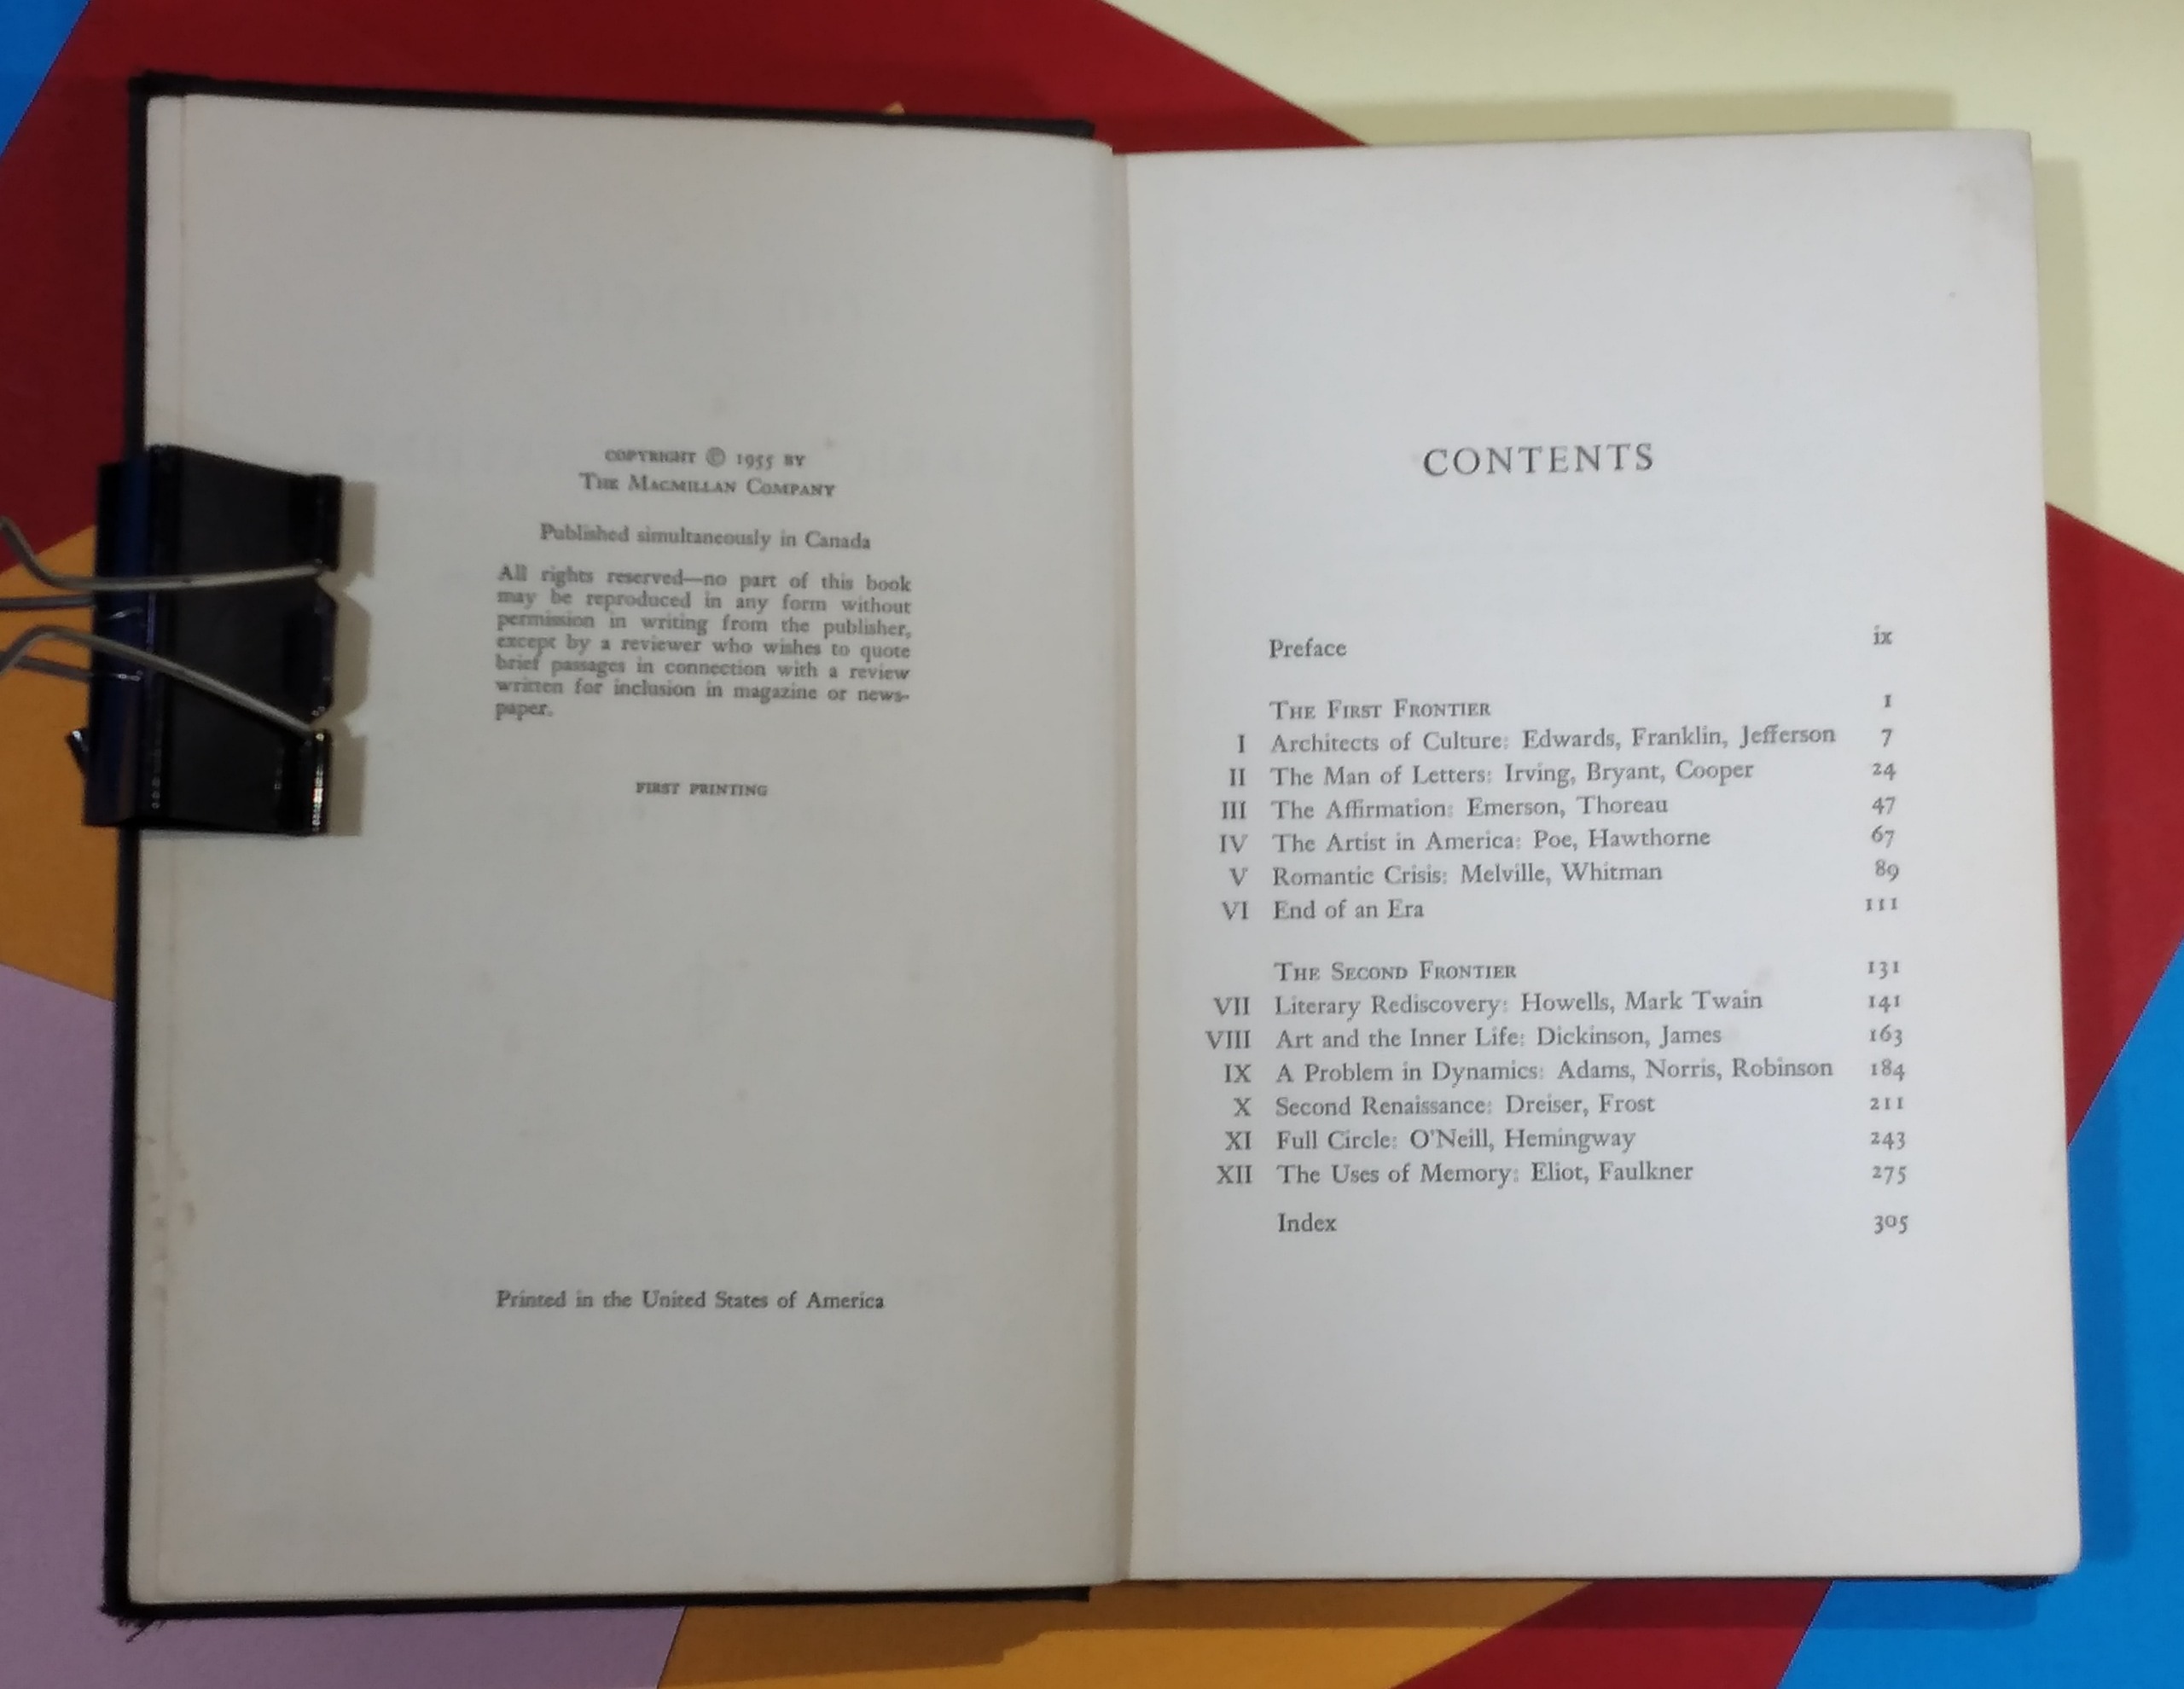 COPYRIGHT © 1955 BY
THE MACMILLAN COMPANY
Published simultaneously in Canada
All rights reserved—no part of this book
may be reproduced in any form without
permission in writing from the publisher,
except by a reviewer who wishes to quote
brief passages in connection with a review
written for inclusion in magazine or news-
paper.
FIRST PRINTING
Printed in the United States of America
CONTENTS
Preface ix
THE FIRST FRONTIER 1
I Architects of Culture: Edwards, Franklin, Jefferson 7
II The Man of Letters: Irving, Bryant, Cooper 24
III The Affirmation: Emerson, Thoreau 47
IV The Artist in America: Poe, Hawthorne 67
V Romantic Crisis: Melville, Whitman 89
VI End of an Era 111
THE SECOND FRONTIER 131
VII Literary Rediscovery: Howells, Mark Twain 141
VIII Art and the Inner Life: Dickinson, James 163
IX A Problem in Dynamics: Adams, Norris, Robinson 184
X Second Renaissance: Dreiser, Frost 211
XI Full Circle: O'Neill, Hemingway 243
XII The Uses of Memory: Eliot, Faulkner 275
Index 305